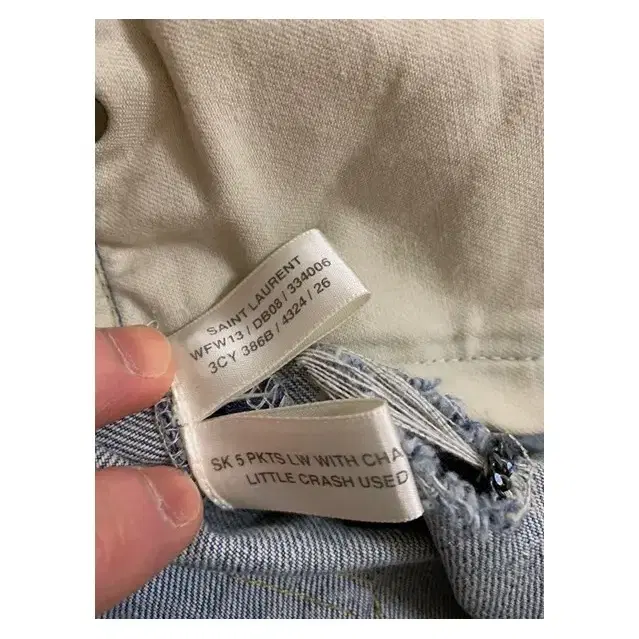 SAINT LAURENT
WFW13 / DB08 / 334006
3CY 386B / 4324 / 26
SK 5 PKTS LW WITH CHA
LITTLE CRASH USED